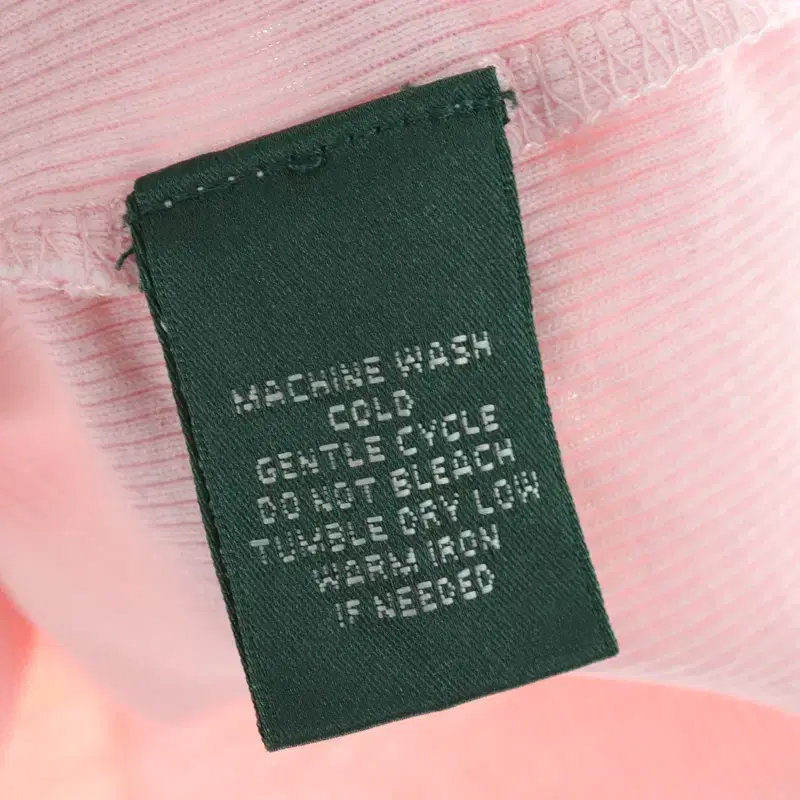 MACHINE WASH
COLD
GENTLE CYCLE
DO NOT BLEACH
TUMBLE DRY LOW
WARM IRON
IF NEEDED